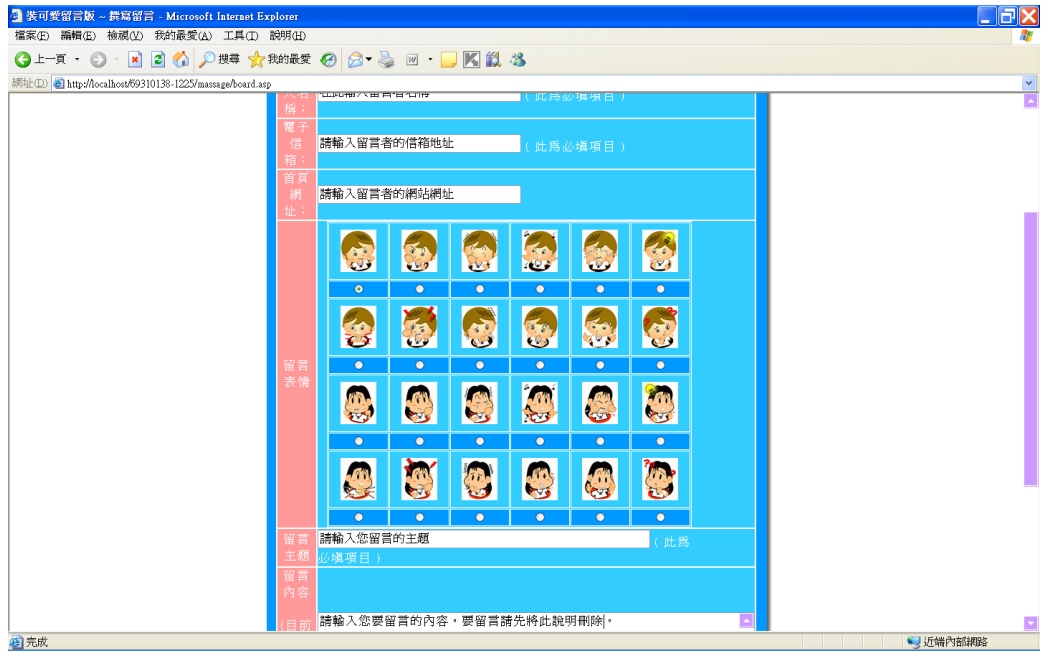 裝可愛留言版 ~ 撰寫留言 - Microsoft Internet Explorer
檔案(F) 編輯(E) 檢視(V) 我的最愛(A) 工具(T) 說明(H)
上一頁 搜尋 我的最愛
網址(D) http://localhost/69310138-1225/massage/board.asp
稱：
(此為必填項目)
電子
信
箱：
請輸入留言者的信箱地址 (此為必填項目)
首頁
網
址：
請輸入留言者的網站網址
留言
表情
留言
主題
請輸入您留言的主題 (此為
必填項目)
留言
內容
(目前
請輸入您要留言的內容。要留言請先將此說明刪除。
完成 近端內部網路